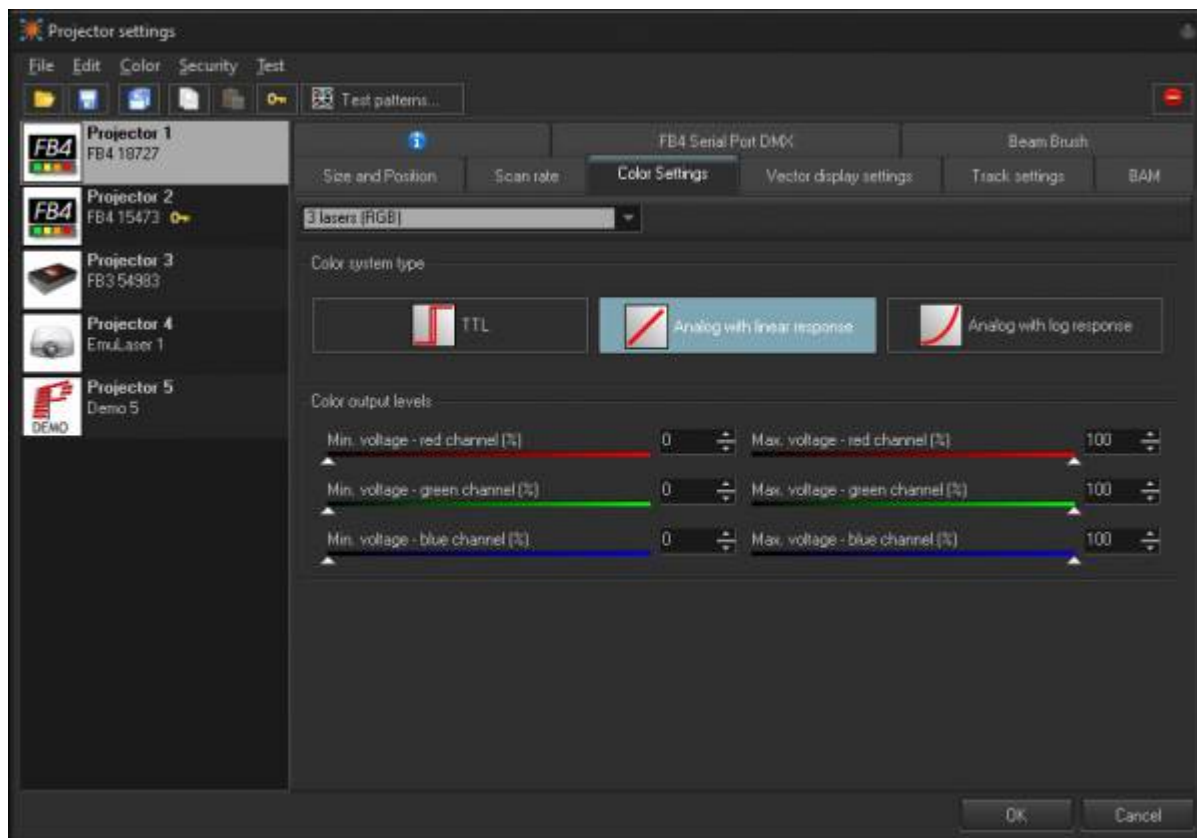 Projector settings
File Edit Color Security Test
Test patterns...
FB4
Projector 1
FB4 18727
FB4
Projector 2
FB4 15473
Projector 3
FB3 54983
Projector 4
EmuLaser 1
DEMO
Projector 5
Demo 5
FB4 Serial Port DMX
Beam Brush
Size and Position
Scan rate
Color Settings
Vector display settings
Track settings
BAM
3 lasers (RGB)
Color system type
TTL
Analog with linear response
Analog with log response
Color output levels
Min. voltage - red channel (%) 0
Max. voltage - red channel (%) 100
Min. voltage - green channel (%) 0
Max. voltage - green channel (%) 100
Min. voltage - blue channel (%) 0
Max. voltage - blue channel (%) 100
OK
Cancel